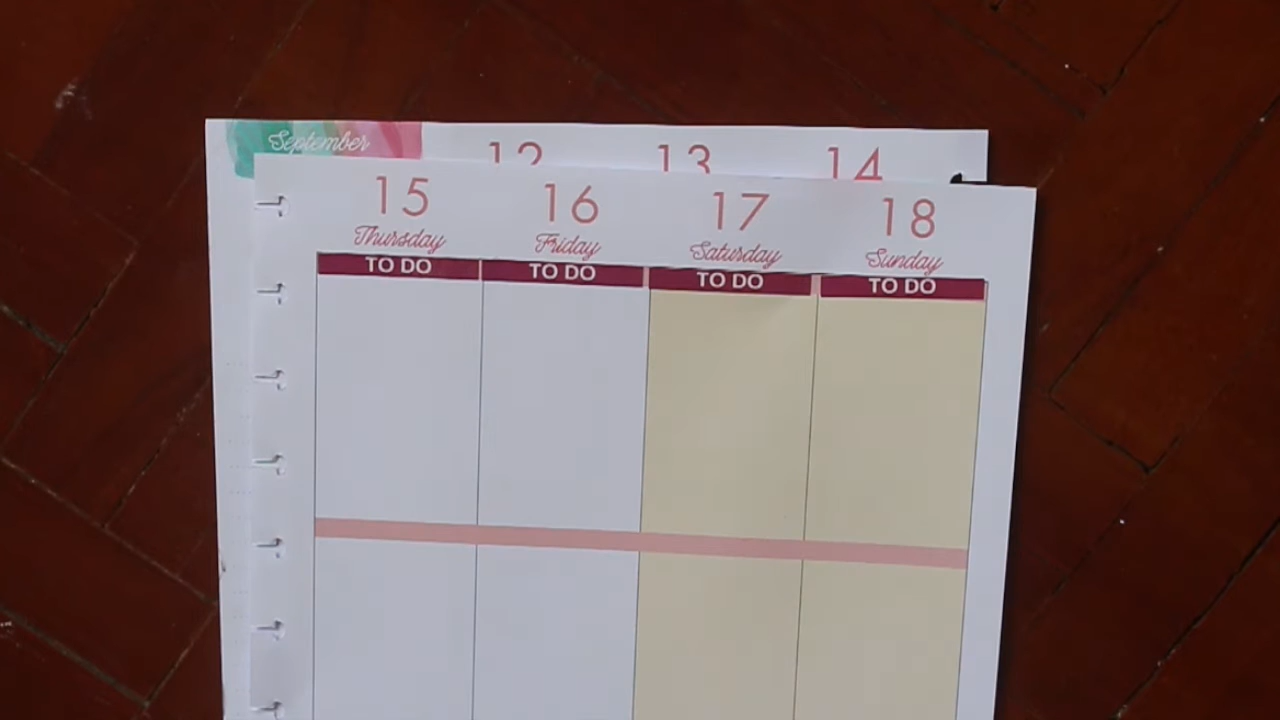 September
12 13 14
15 16 17 18
Thursday Friday Saturday Sunday
TO DO TO DO TO DO TO DO